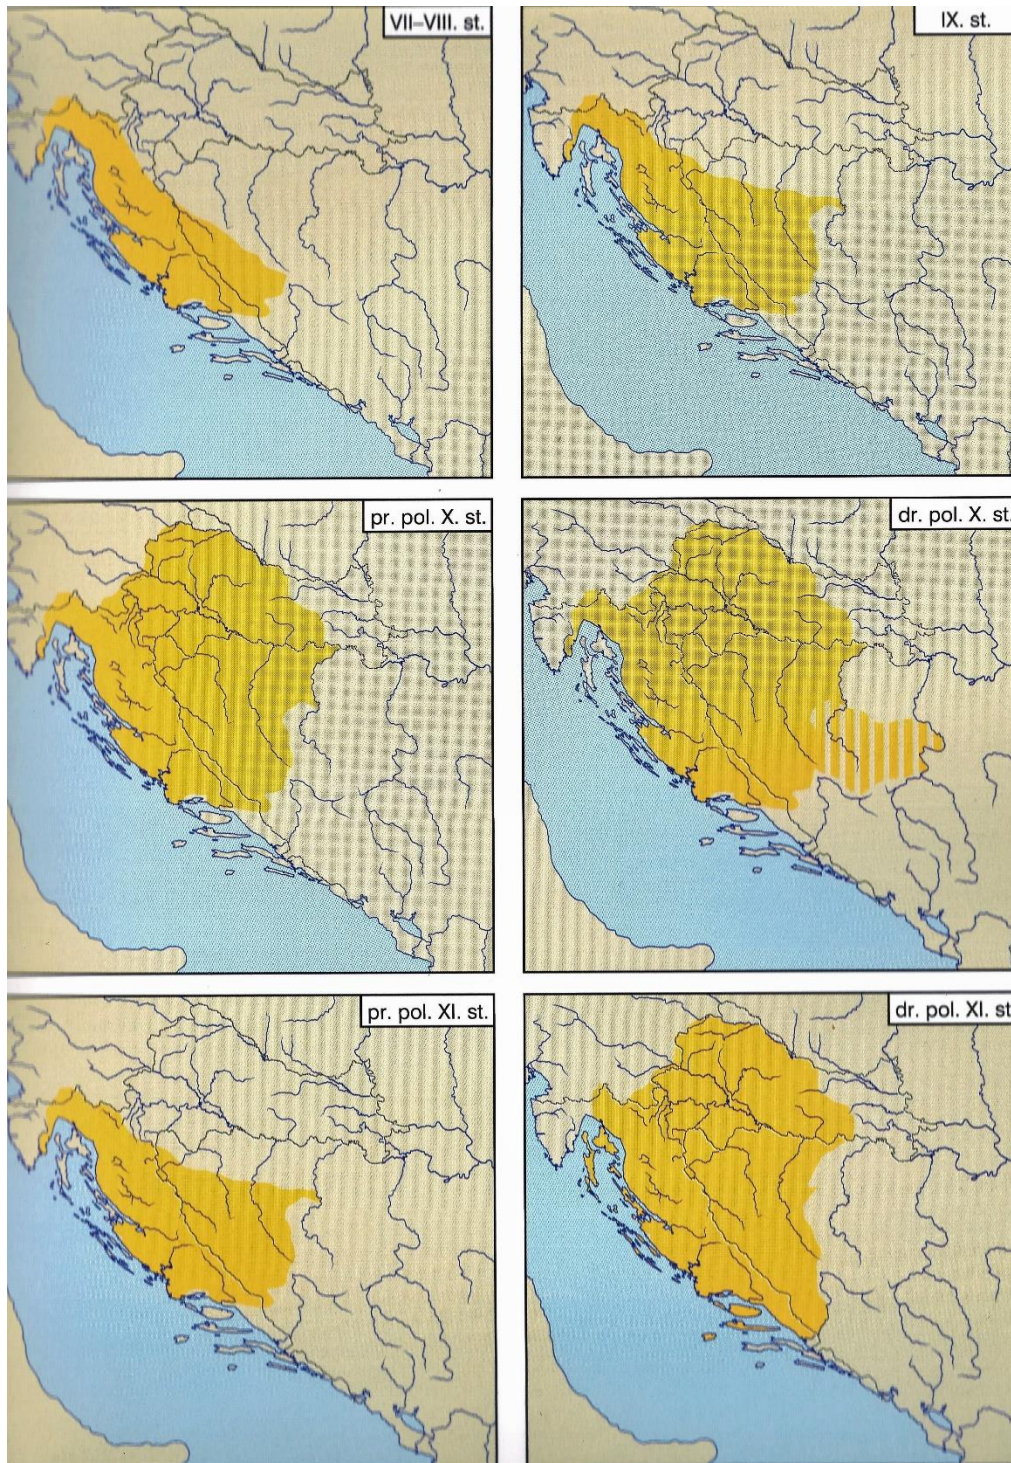 VII–VIII. st.
IX. st.
pr. pol. X. st.
dr. pol. X. st.
pr. pol. XI. st.
dr. pol. XI. st